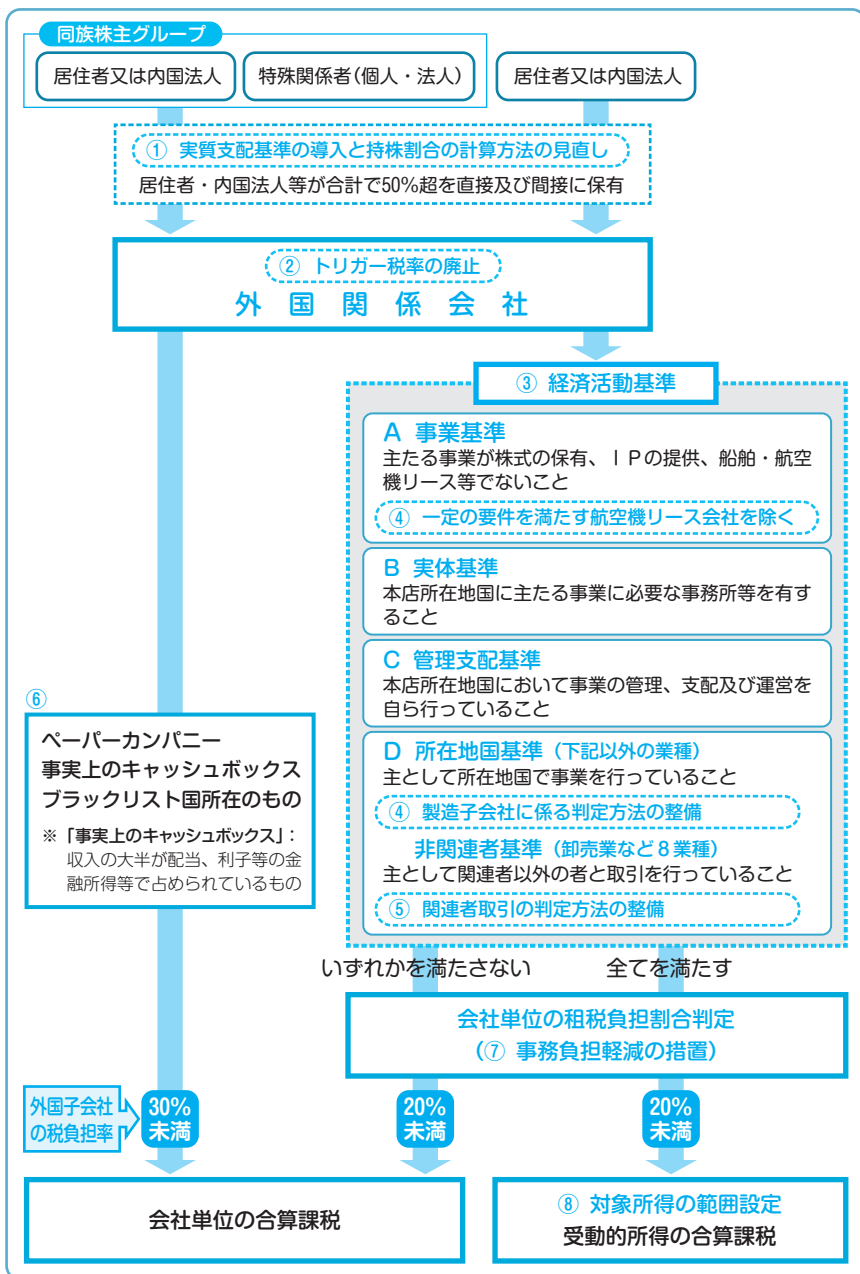 同族株主グループ
居住者又は内国法人
特殊関係者（個人・法人）
居住者又は内国法人
① 実質支配基準の導入と持株割合の計算方法の見直し
居住者・内国法人等が合計で50％超を直接及び間接に保有
② トリガー税率の廃止
外国関係会社
③ 経済活動基準
A 事業基準
主たる事業が株式の保有、ＩＰの提供、船舶・航空
機リース等でないこと
④ 一定の要件を満たす航空機リース会社を除く
B 実体基準
本店所在地国に主たる事業に必要な事務所等を有す
ること
C 管理支配基準
本店所在地国において事業の管理、支配及び運営を
自ら行っていること
D 所在地国基準（下記以外の業種）
主として所在地国で事業を行っていること
④ 製造子会社に係る判定方法の整備
非関連者基準（卸売業など８業種）
主として関連者以外の者と取引を行っていること
⑤ 関連者取引の判定方法の整備
⑥
ペーパーカンパニー
事実上のキャッシュボックス
ブラックリスト国所在のもの
※「事実上のキャッシュボックス」：
収入の大半が配当、利子等の金
融所得等で占められているもの
いずれかを満たさない
全てを満たす
会社単位の租税負担割合判定
（⑦ 事務負担軽減の措置）
外国子会社
の税負担率
30%
未満
20%
未満
20%
未満
会社単位の合算課税
⑧ 対象所得の範囲設定
受動的所得の合算課税